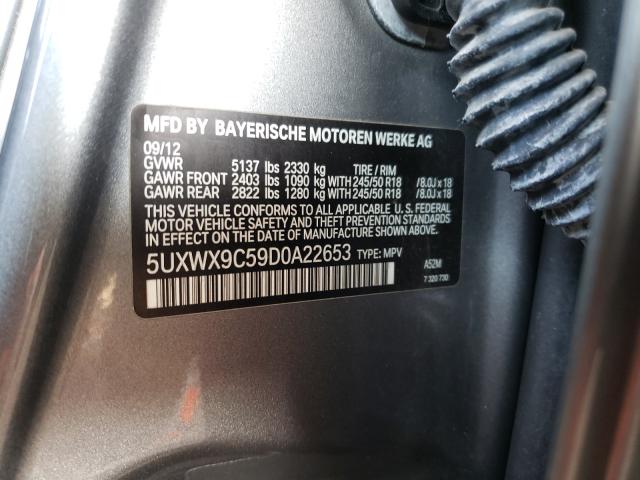 MFD BY BAYERISCHE MOTOREN WERKE AG
09/12
GVWR 5137 lbs 2330 kg TIRE / RIM
GAWR FRONT 2403 lbs 1090 kg WITH 245/50 R18 / 8.0J x 18
GAWR REAR 2822 lbs 1280 kg WITH 245/50 R18 / 8.0J x 18
THIS VEHICLE CONFORMS TO ALL APPLICABLE U.S. FEDERAL
MOTOR VEHICLE SAFETY AND THEFT PREVENTION STANDARDS
IN EFFECT ON THE DATE OF MANUFACTURE SHOWN ABOVE.
5UXWX9C59D0A22653 TYPE: MPV A52M
7 320 730